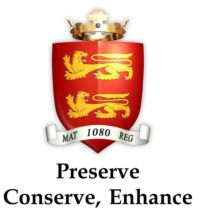 MAT 1080 REG
Preserve
Conserve, Enhance